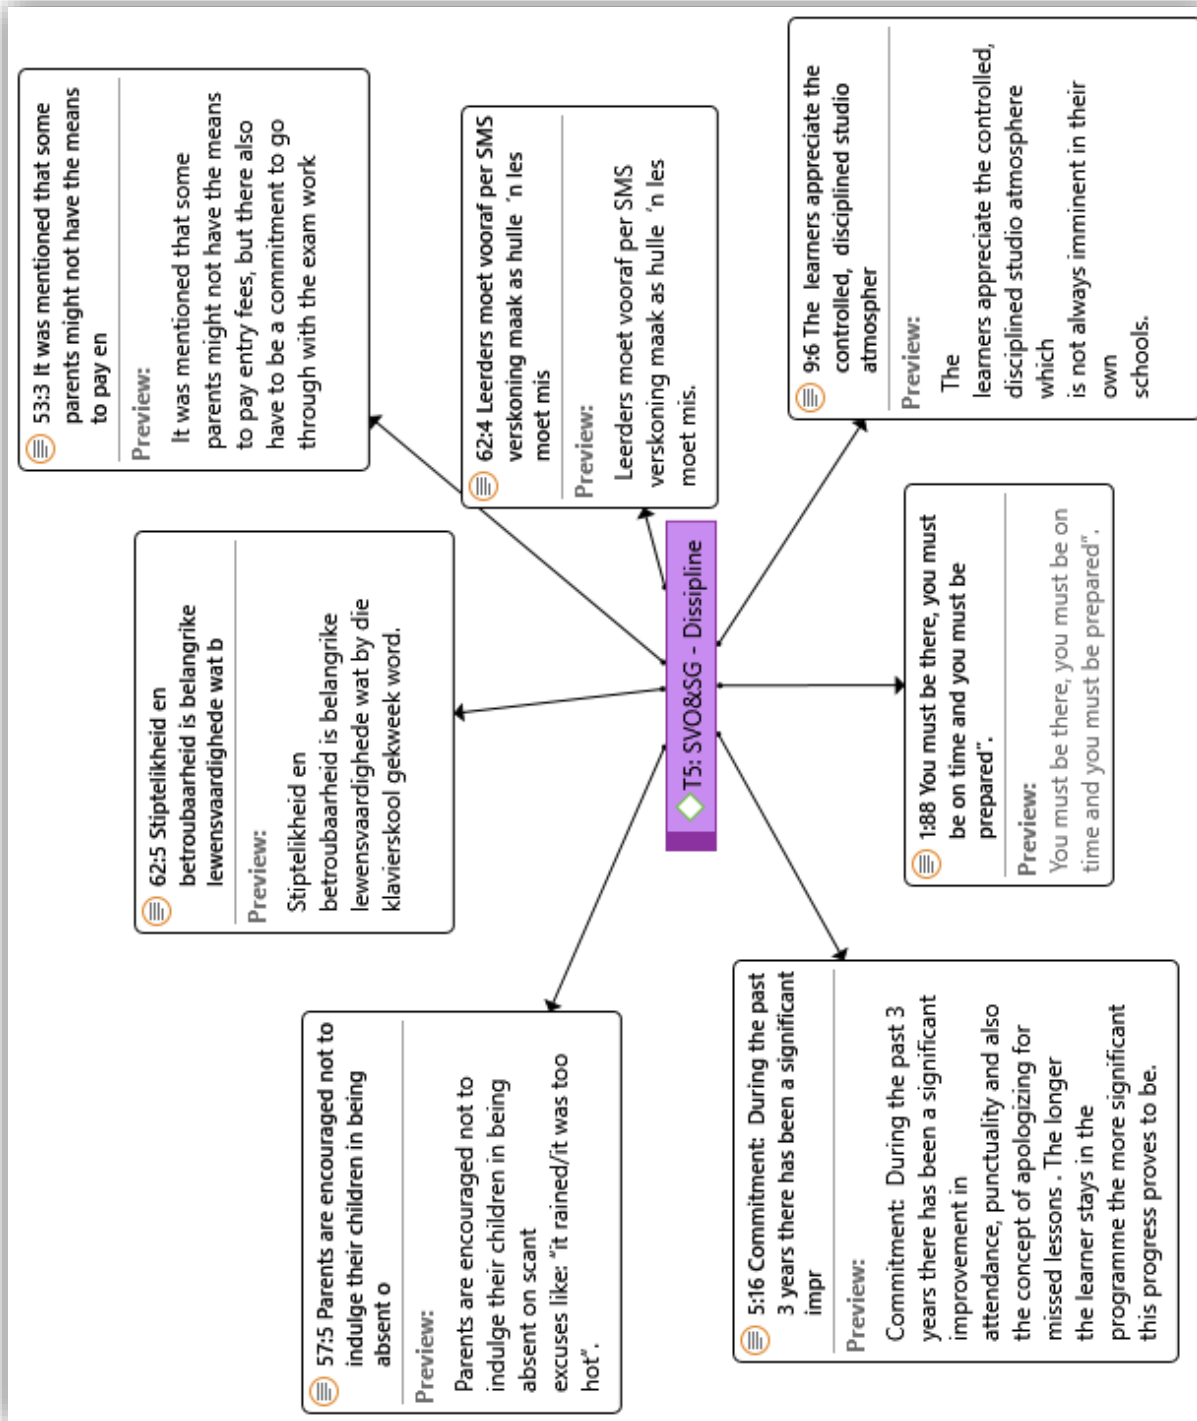 57:5 Parents are encouraged not to
indulge their children in being
absent o
Preview:
Parents are encouraged not to
indulge their children in being
absent on scant
excuses like: “it rained/it was too
hot”.
62:5 Stiptelikheid en
betroubaarheid is belangrike
lewensvaardighede wat b
Preview:
Stiptelikheid en
betroubaarheid is belangrike
lewensvaardighede wat by die
klavierskool gekweek word.
53:3 It was mentioned that some
parents might not have the means
to pay en
Preview:
It was mentioned that some
parents might not have the means
to pay entry fees, but there also
have to be a commitment to go
through with the exam work
62:4 Leerders moet vooraf per SMS
verskoning maak as hulle ´n les
moet mis
Preview:
Leerders moet vooraf per SMS
verskoning maak as hulle ´n les
moet mis.
T5: SVO&SG - Dissipline
5:16 Commitment: During the past
3 years there has been a significant
impr
Preview:
Commitment: During the past 3
years there has been a significant
improvement in
attendance, punctuality and also
the concept of apologizing for
missed lessons . The longer
the learner stays in the
programme the more significant
this progress proves to be.
1:88 You must be there, you must
be on time and you must be
prepared”.
Preview:
You must be there, you must be on
time and you must be prepared”.
9:6 The learners appreciate the
controlled, disciplined studio
atmospher
Preview:
The
learners appreciate the controlled,
disciplined studio atmosphere
which
is not always imminent in their
own
schools.